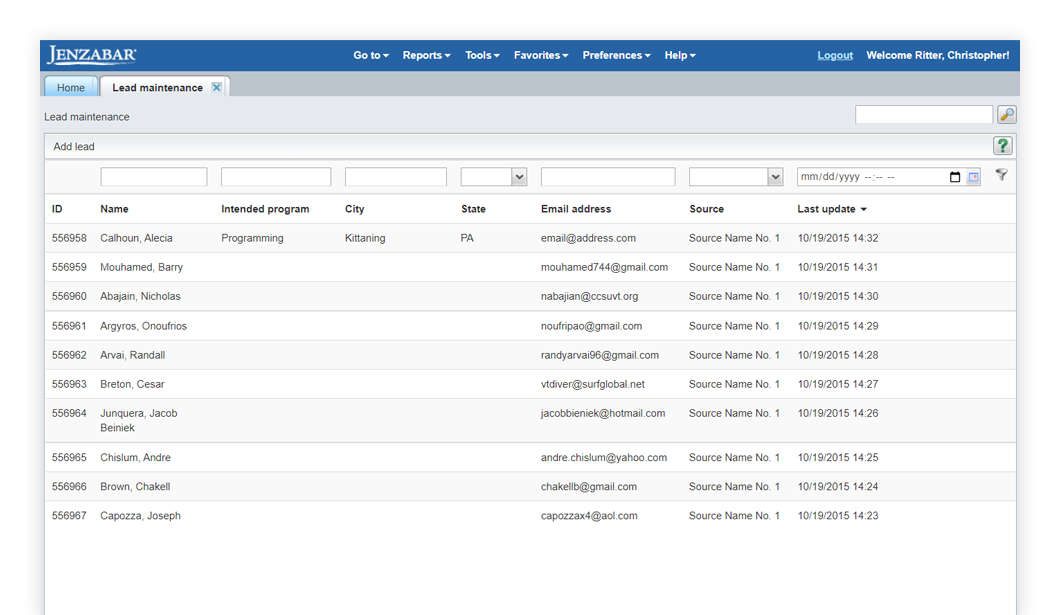 JENZABAR
Go to Reports Tools Favorites Preferences Help Logout Welcome Ritter, Christopher!
Home Lead maintenance
Lead maintenance
Add lead ?
mm/dd/yyyy --:-- --
ID Name Intended program City State Email address Source Last update
556958 Calhoun, Alecia Programming Kittaning PA email@address.com Source Name No. 1 10/19/2015 14:32
556959 Mouhamed, Barry mouhamed744@gmail.com Source Name No. 1 10/19/2015 14:31
556960 Abajain, Nicholas nabajian@ccsuvt.org Source Name No. 1 10/19/2015 14:30
556961 Argyros, Onoufrios noufripao@gmail.com Source Name No. 1 10/19/2015 14:29
556962 Arvai, Randall randyarvai96@gmail.com Source Name No. 1 10/19/2015 14:28
556963 Breton, Cesar vtdiver@surfglobal.net Source Name No. 1 10/19/2015 14:27
556964 Junquera, Jacob jacobbieniek@hotmail.com Source Name No. 1 10/19/2015 14:26
Beiniek
556965 Chislum, Andre andre.chislum@yahoo.com Source Name No. 1 10/19/2015 14:25
556966 Brown, Chakell chakellb@gmail.com Source Name No. 1 10/19/2015 14:24
556967 Capozza, Joseph capozzax4@aol.com Source Name No. 1 10/19/2015 14:23